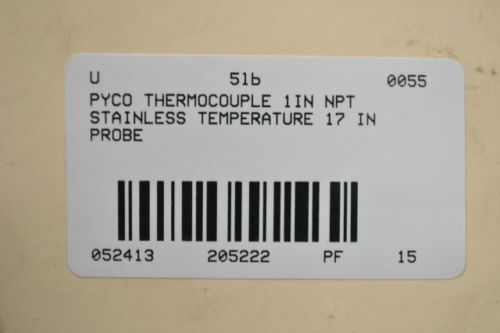 U 51b 0055
PYCO THERMOCOUPLE 1IN NPT
STAINLESS TEMPERATURE 17 IN
PROBE
052413 205222 PF 15